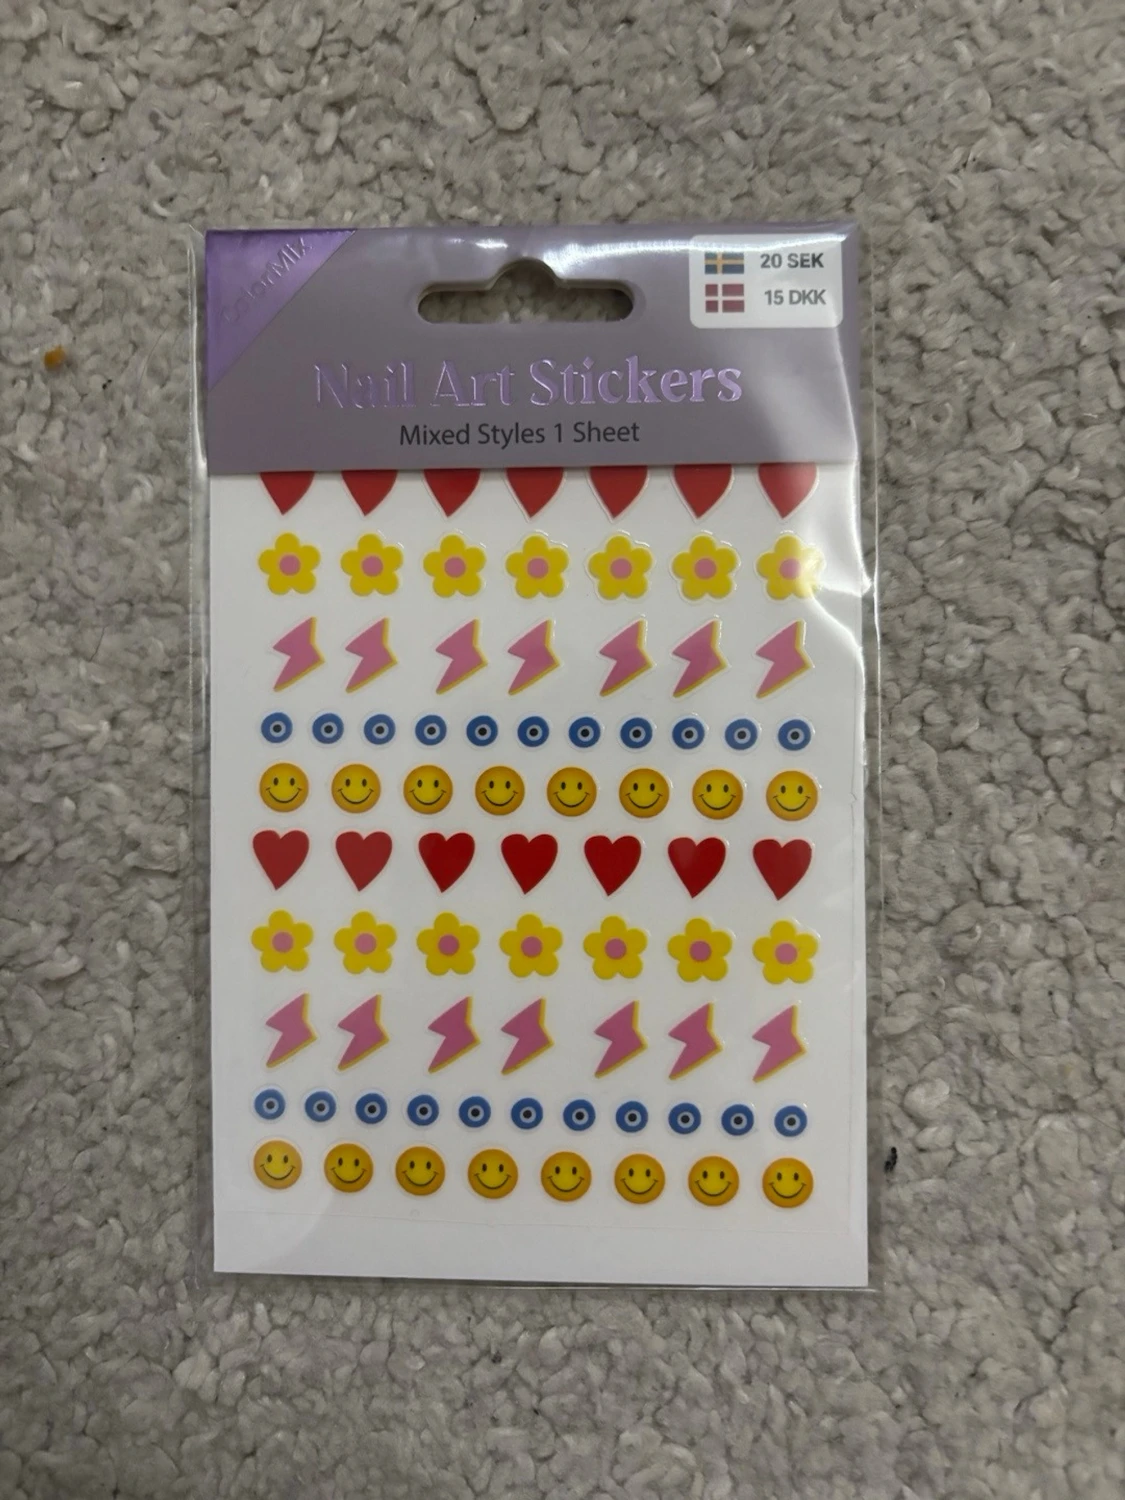 ColorMix
20 SEK
15 DKK
Nail Art Stickers
Mixed Styles 1 Sheet